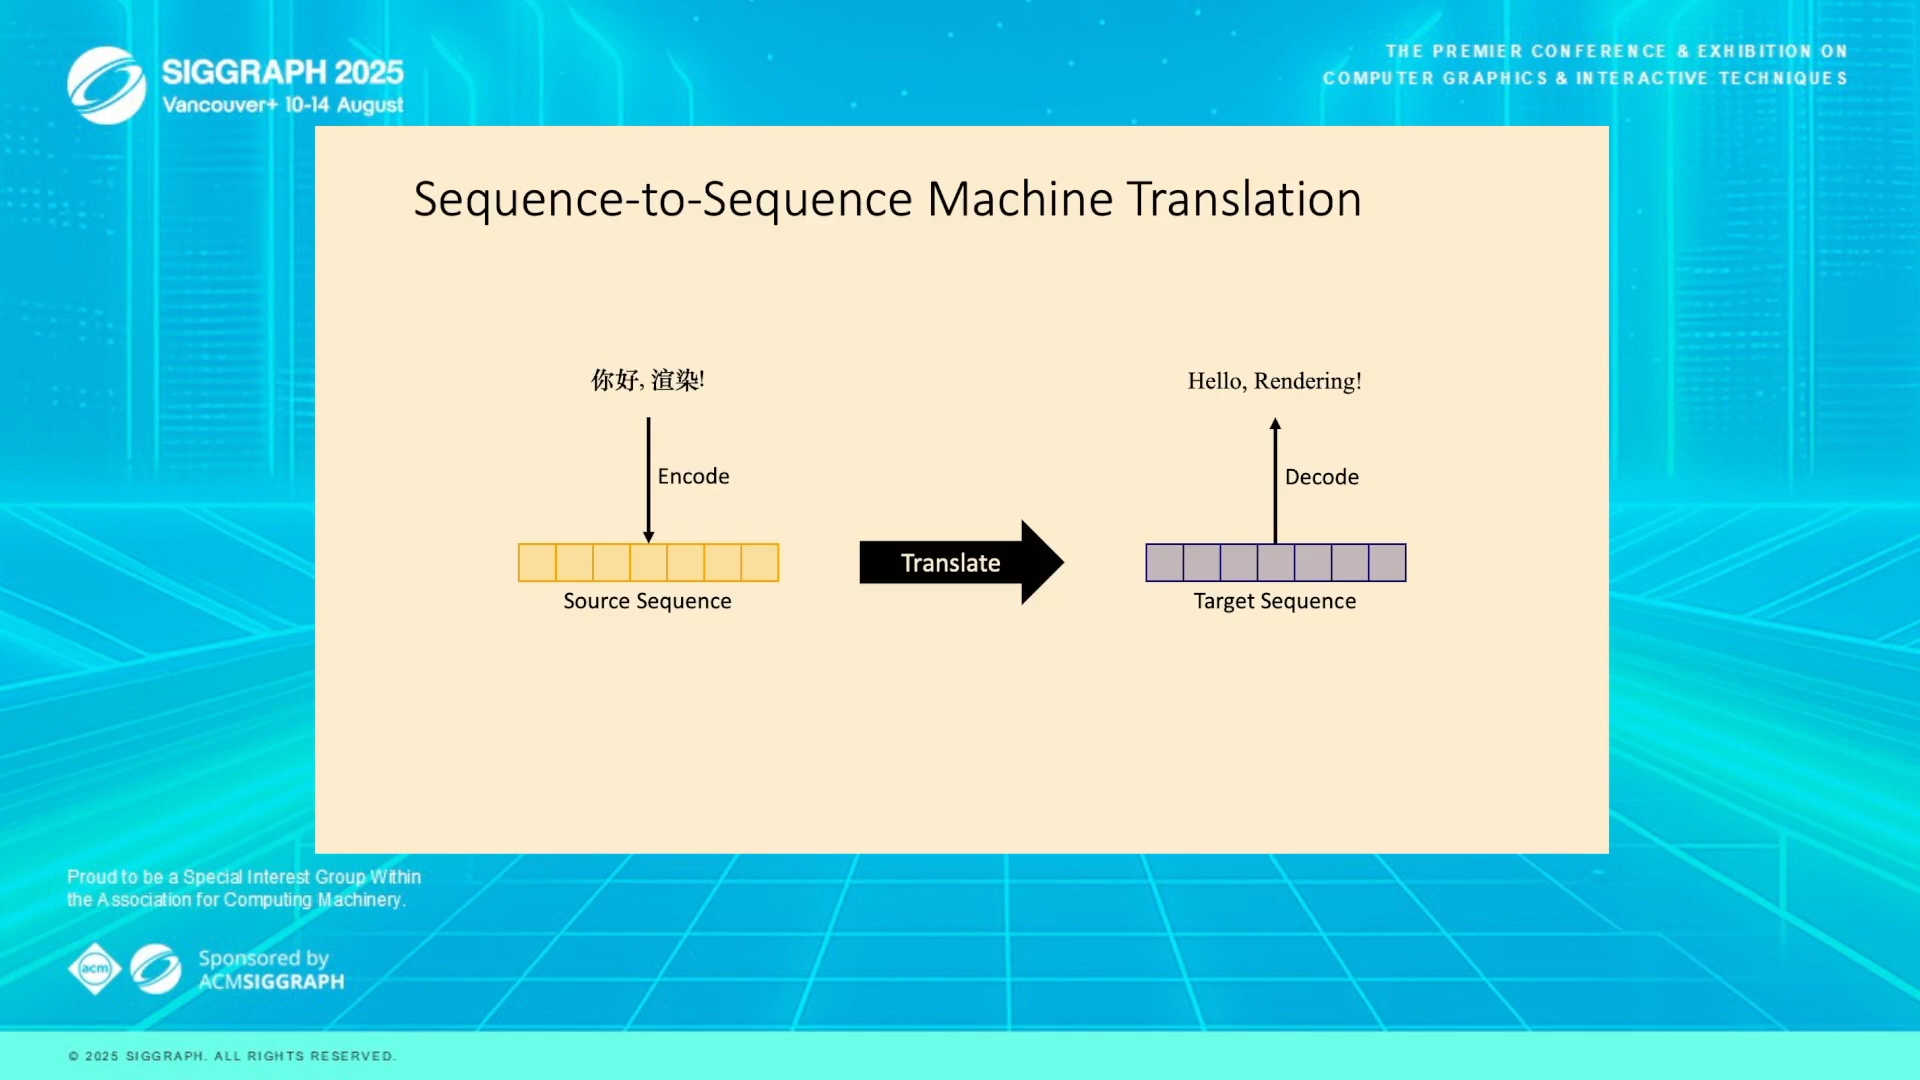 SIGGRAPH 2025
Vancouver+ 10-14 August
THE PREMIER CONFERENCE & EXHIBITION ON
COMPUTER GRAPHICS & INTERACTIVE TECHNIQUES
Sequence-to-Sequence Machine Translation
你好, 渲染!
Hello, Rendering!
Encode
Decode
Translate
Source Sequence
Target Sequence
Proud to be a Special Interest Group Within
the Association for Computing Machinery.
acm
Sponsored by
ACMSIGGRAPH
© 2025 SIGGRAPH. ALL RIGHTS RESERVED.